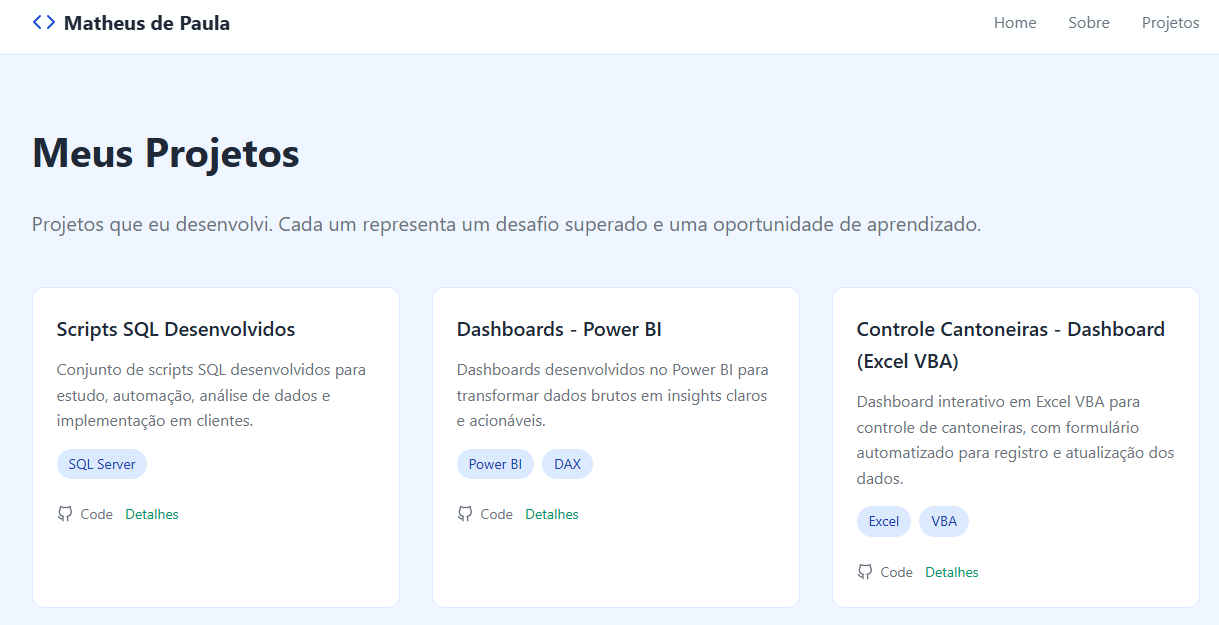 Matheus de Paula
Home Sobre Projetos
Meus Projetos
Projetos que eu desenvolvi. Cada um representa um desafio superado e uma oportunidade de aprendizado.
Scripts SQL Desenvolvidos
Conjunto de scripts SQL desenvolvidos para
estudo, automação, análise de dados e
implementação em clientes.
SQL Server
Code Detalhes
Dashboards - Power BI
Dashboards desenvolvidos no Power BI para
transformar dados brutos em insights claros
e acionáveis.
Power BI DAX
Code Detalhes
Controle Cantoneiras - Dashboard
(Excel VBA)
Dashboard interativo em Excel VBA para
controle de cantoneiras, com formulário
automatizado para registro e atualização dos
dados.
Excel VBA
Code Detalhes